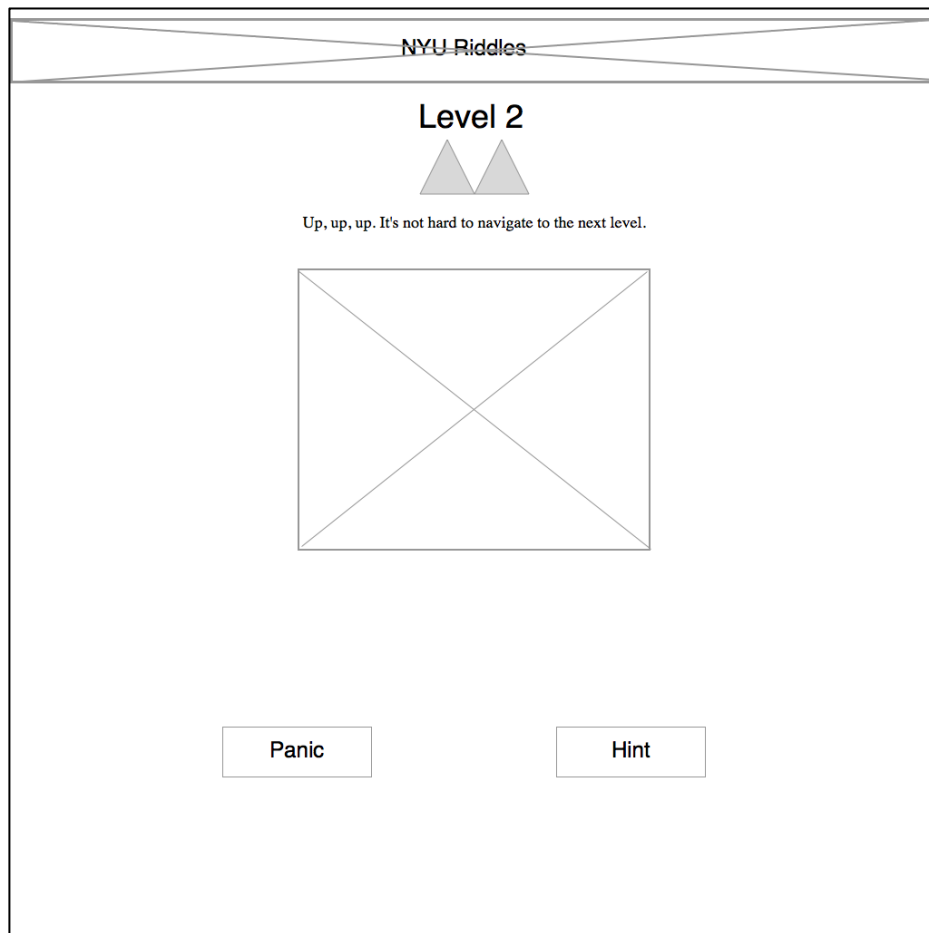 NYU Riddles
Level 2
Up, up, up. It's not hard to navigate to the next level.
Panic
Hint